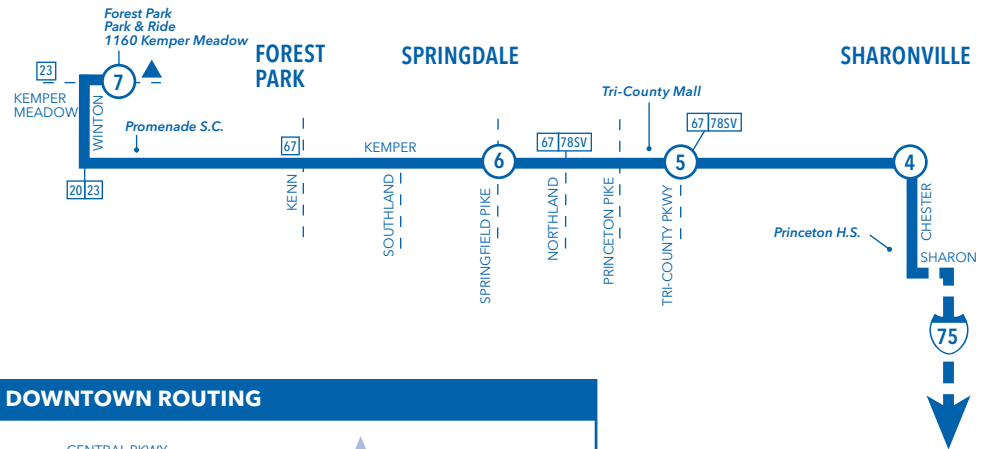 Forest Park
Park & Ride
1160 Kemper Meadow
FOREST
PARK
SPRINGDALE
SHARONVILLE
23
7
KEMPER
MEADOW
WINTON
Promenade S.C.
Tri-County Mall
67
KEMPER
67 78SV
67 78SV
6
5
4
20 23
KENN
SOUTHLAND
SPRINGFIELD PIKE
NORTHLAND
PRINCETON PIKE
TRI-COUNTY PKWY
CHESTER
Princeton H.S.
SHARON
75
DOWNTOWN ROUTING
CENTRAL PKWY